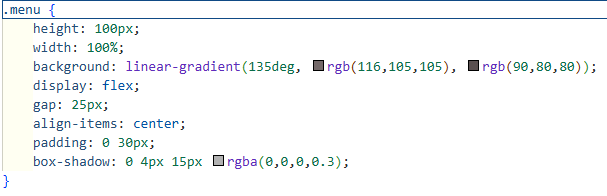 .menu {
height: 100px;
width: 100%;
background: linear-gradient(135deg, rgb(116,105,105), rgb(90,80,80));
display: flex;
gap: 25px;
align-items: center;
padding: 0 30px;
box-shadow: 0 4px 15px rgba(0,0,0,0.3);
}